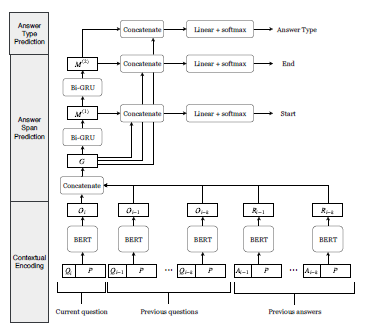 Answer Type Prediction
Concatenate
Linear + softmax
Answer Type
M^{(2)}
Concatenate
Linear + softmax
End
Bi-GRU
Answer Span Prediction
M^{(1)}
Concatenate
Linear + softmax
Start
Bi-GRU
G
Concatenate
O_i
O_{i-1}
O_{i-k}
R_{i-1}
R_{i-k}
Contextual Encoding
BERT
BERT
BERT
BERT
BERT
Q_i P
Q_{i-1} P
...
Q_{i-k} P
A_{i-1} P
...
A_{i-k} P
Current question
Previous questions
Previous answers